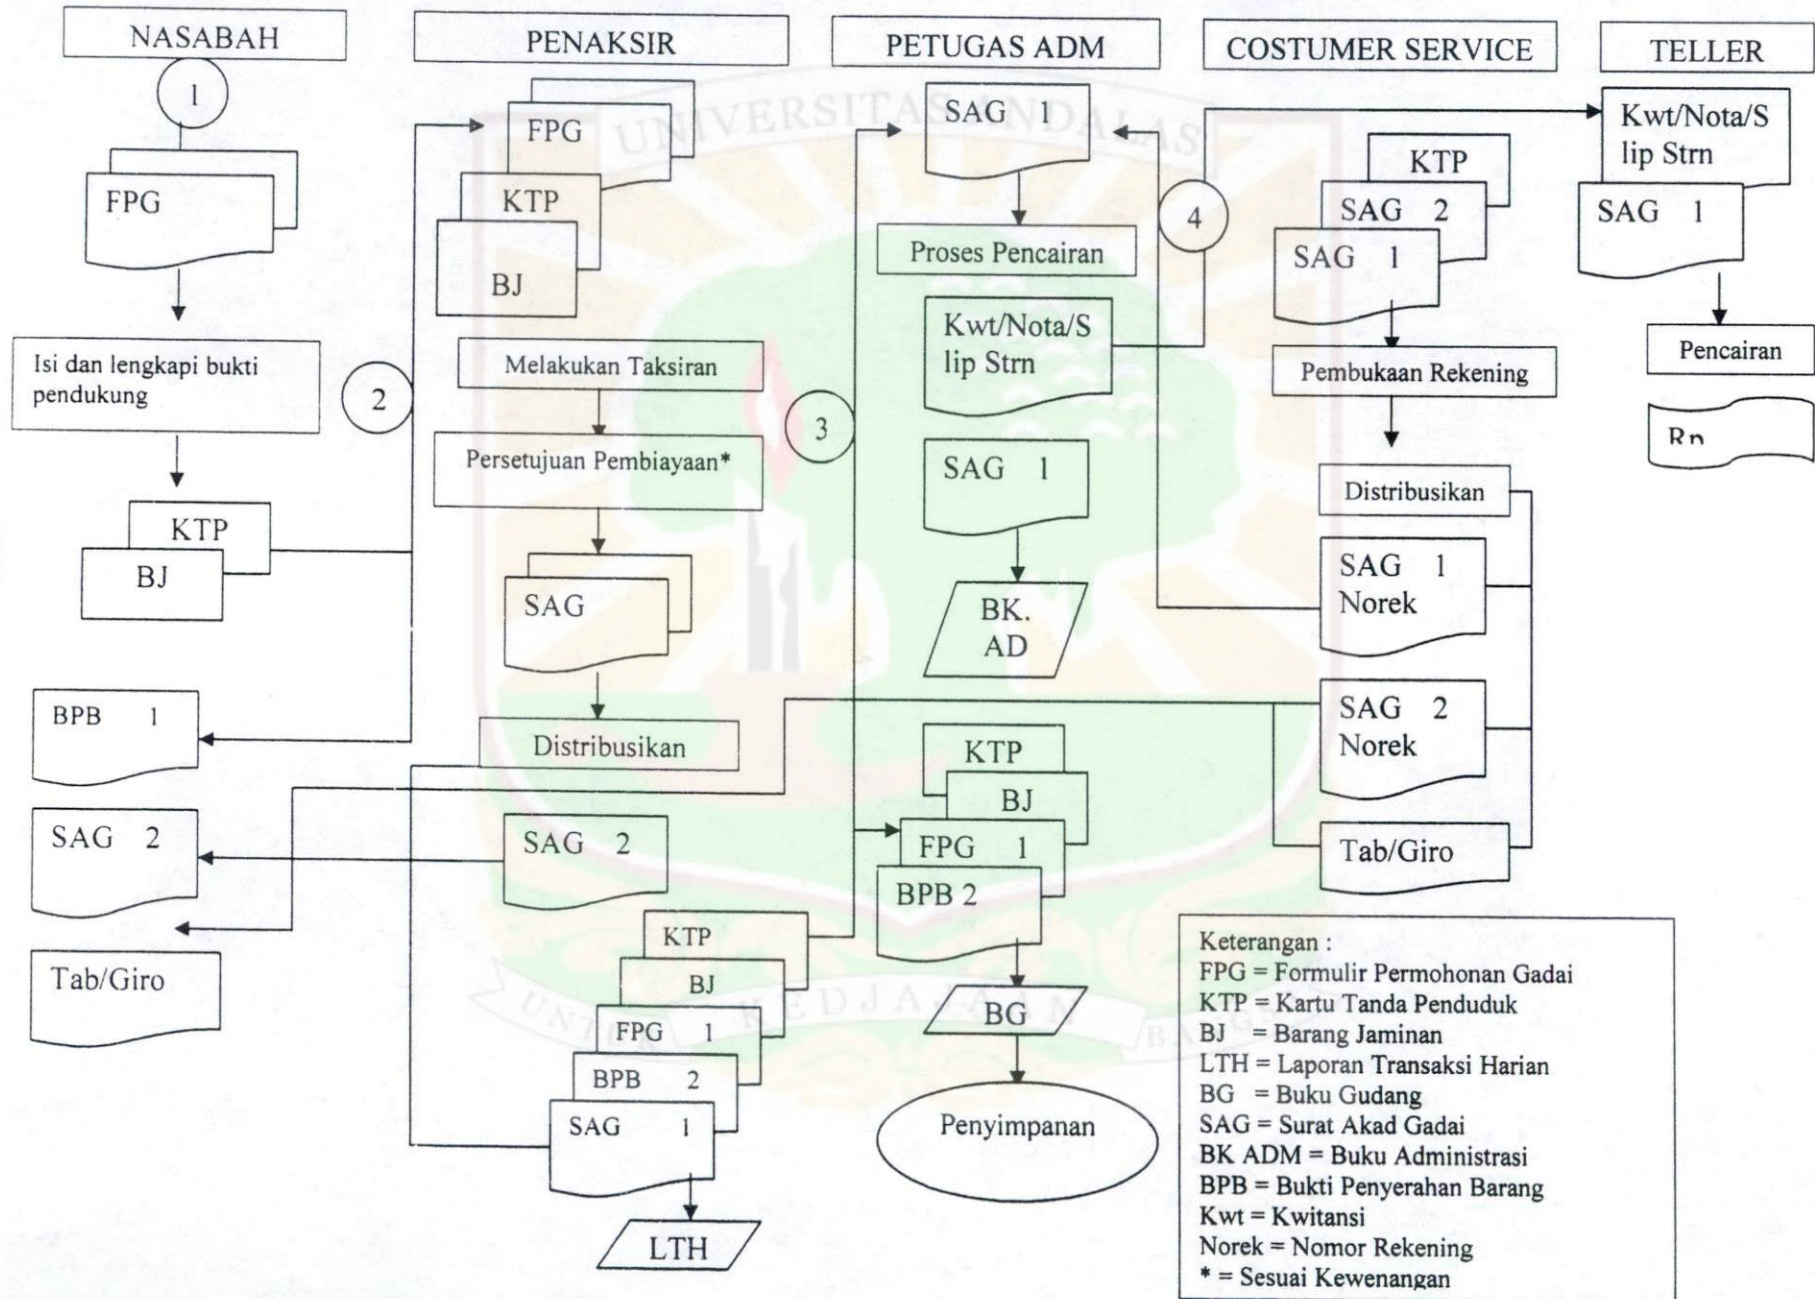 NASABAH
1
FPG
Isi dan lengkapi bukti
pendukung
KTP
BJ
BPB 1
SAG 2
Tab/Giro
PENAKSIR
2
FPG
KTP
BJ
Melakukan Taksiran
Persetujuan Pembiayaan*
SAG
Distribusikan
SAG 2
KTP
BJ
FPG 1
BPB 2
SAG 1
LTH
PETUGAS ADM
3
SAG 1
Proses Pencairan
Kwt/Nota/S
lip Strn
SAG 1
BK.
AD
KTP
BJ
FPG 1
BPB 2
BG
Penyimpanan
COSTUMER SERVICE
4
KTP
SAG 2
SAG 1
Pembukaan Rekening
Distribusikan
SAG 1
Norek
SAG 2
Norek
Tab/Giro
TELLER
Kwt/Nota/S
lip Strn
SAG 1
Pencairan
Rp
Keterangan :
FPG = Formulir Permohonan Gadai
KTP = Kartu Tanda Penduduk
BJ = Barang Jaminan
LTH = Laporan Transaksi Harian
BG = Buku Gudang
SAG = Surat Akad Gadai
BK ADM = Buku Administrasi
BPB = Bukti Penyerahan Barang
Kwt = Kwitansi
Norek = Nomor Rekening
* = Sesuai Kewenangan
UNIVERSITAS ANDALAS
UNTUK KEDJAJAAN BANGSA